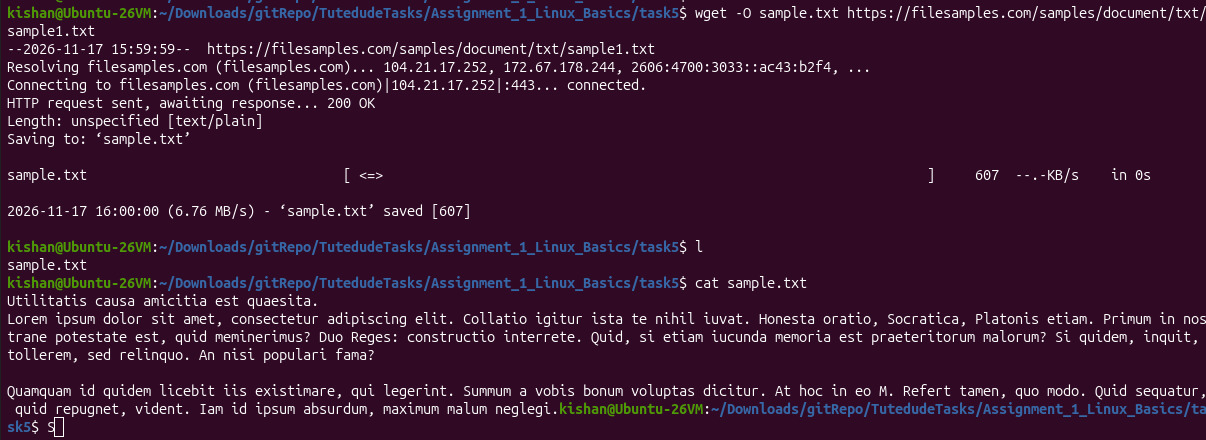 kishan@Ubuntu-26VM:~/Downloads/gitRepo/TutedudeTasks/Assignment_1_Linux_Basics/task5$ wget -O sample.txt https://filesamples.com/samples/document/txt/
sample1.txt
--2026-11-17 15:59:59--  https://filesamples.com/samples/document/txt/sample1.txt
Resolving filesamples.com (filesamples.com)... 104.21.17.252, 172.67.178.244, 2606:4700:3033::ac43:b2f4, ...
Connecting to filesamples.com (filesamples.com)|104.21.17.252|:443... connected.
HTTP request sent, awaiting response... 200 OK
Length: unspecified [text/plain]
Saving to: ‘sample.txt’
sample.txt [ <=> ] 607 --.-KB/s in 0s
2026-11-17 16:00:00 (6.76 MB/s) - ‘sample.txt’ saved [607]
kishan@Ubuntu-26VM:~/Downloads/gitRepo/TutedudeTasks/Assignment_1_Linux_Basics/task5$ l
sample.txt
kishan@Ubuntu-26VM:~/Downloads/gitRepo/TutedudeTasks/Assignment_1_Linux_Basics/task5$ cat sample.txt
Utilitatis causa amicitia est quaesita.
Lorem ipsum dolor sit amet, consectetur adipiscing elit. Collatio igitur ista te nihil iuvat. Honesta oratio, Socratica, Platonis etiam. Primum in nos
trane potestate est, quid meminerimus? Duo Reges: constructio interrete. Quid, si etiam iucunda memoria est praeteritorum malorum? Si quidem, inquit,
tollerem, sed relinquo. An nisi populari fama?
Quamquam id quidem licebit iis existimare, qui legerint. Summum a vobis bonum voluptas dicitur. At hoc in eo M. Refert tamen, quo modo. Quid sequatur,
quid repugnet, vident. Iam id ipsum absurdum, maximum malum neglegi.kishan@Ubuntu-26VM:~/Downloads/gitRepo/TutedudeTasks/Assignment_1_Linux_Basics/ta
sk5$ S